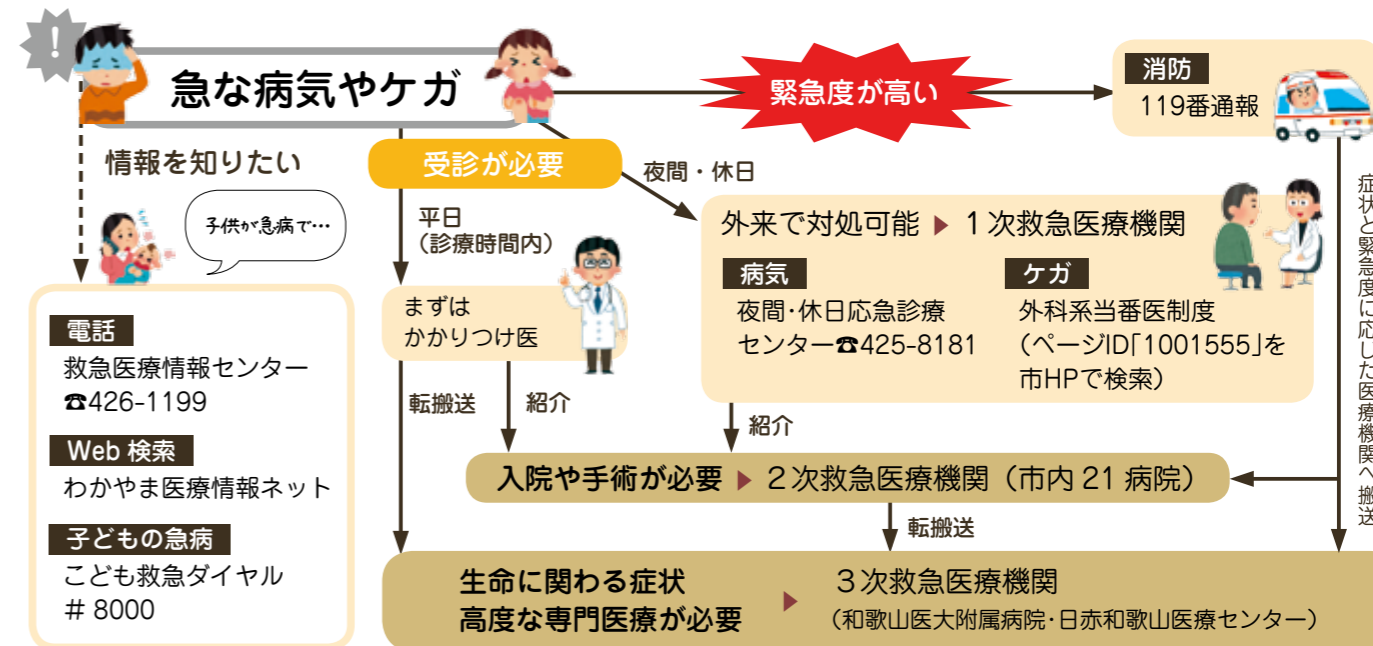 !
急な病気やケガ
緊急度が高い
消防
119番通報
情報を知りたい
子供が急病で…
電話
救急医療情報センター
☎426-1199
Web 検索
わかやま医療情報ネット
子どもの急病
こども救急ダイヤル
# 8000
受診が必要
平日
（診療時間内）
まずは
かかりつけ医
転搬送
紹介
夜間・休日
外来で対処可能 ▶ 1次救急医療機関
病気
夜間・休日応急診療
センター☎425-8181
ケガ
外科系当番医制度
（ページID「1001555」を
市HPで検索）
紹介
症状と緊急度に応じた医療機関へ搬送
入院や手術が必要 ▶ 2次救急医療機関（市内 21 病院）
転搬送
生命に関わる症状
高度な専門医療が必要
▶
3次救急医療機関
（和歌山医大附属病院・日赤和歌山医療センター）